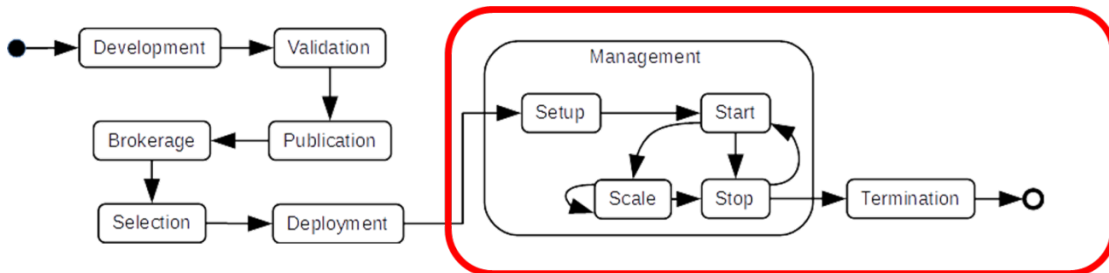 Development
Validation
Management
Setup
Start
Brokerage
Publication
Scale
Stop
Termination
Selection
Deployment